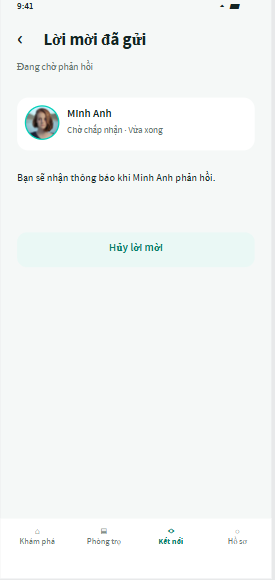 9:41
‹ Lời mời đã gửi
Đang chờ phản hồi
Minh Anh
Chờ chấp nhận · Vừa xong
Bạn sẽ nhận thông báo khi Minh Anh phản hồi.
Hủy lời mời
Khám phá Phòng trọ Kết nối Hồ sơ